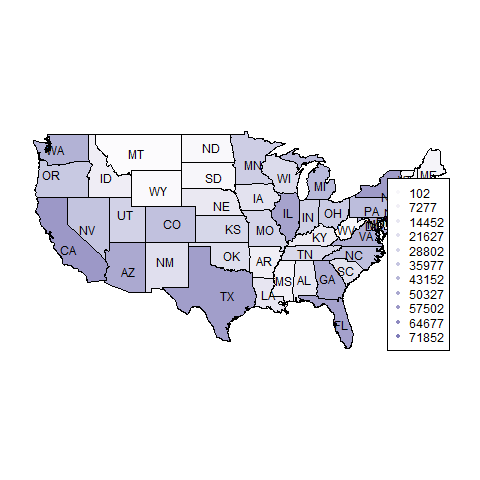 WA
MT
ND
MN
ME
OR
ID
SD
WI
MI
WY
NE
IA
PA
NV
UT
CO
KS
MO
IL
IN
OH
WV
VA
KY
CA
AZ
NM
OK
AR
TN
NC
SC
TX
LA
MS
AL
GA
FL
102
7277
14452
21627
28802
35977
43152
50327
57502
64677
71852